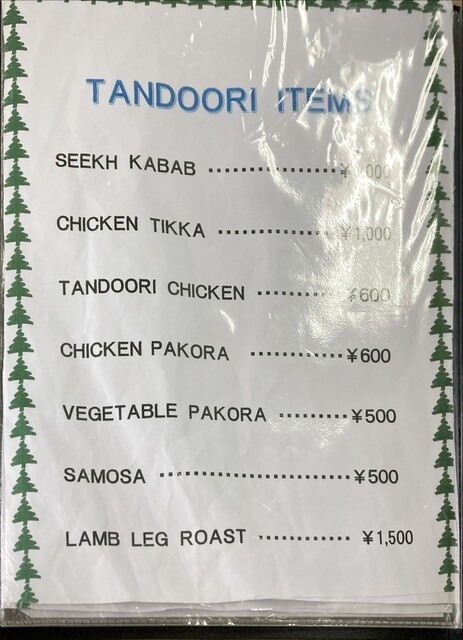 TANDOORI ITEMS
SEEKH KABAB ..................
CHICKEN TIKKA ............... ¥1,000
TANDOORI CHICKEN .......... ¥600
CHICKEN PAKORA ............. ¥600
VEGETABLE PAKORA .......... ¥500
SAMOSA ........................... ¥500
LAMB LEG ROAST ............. ¥1,500